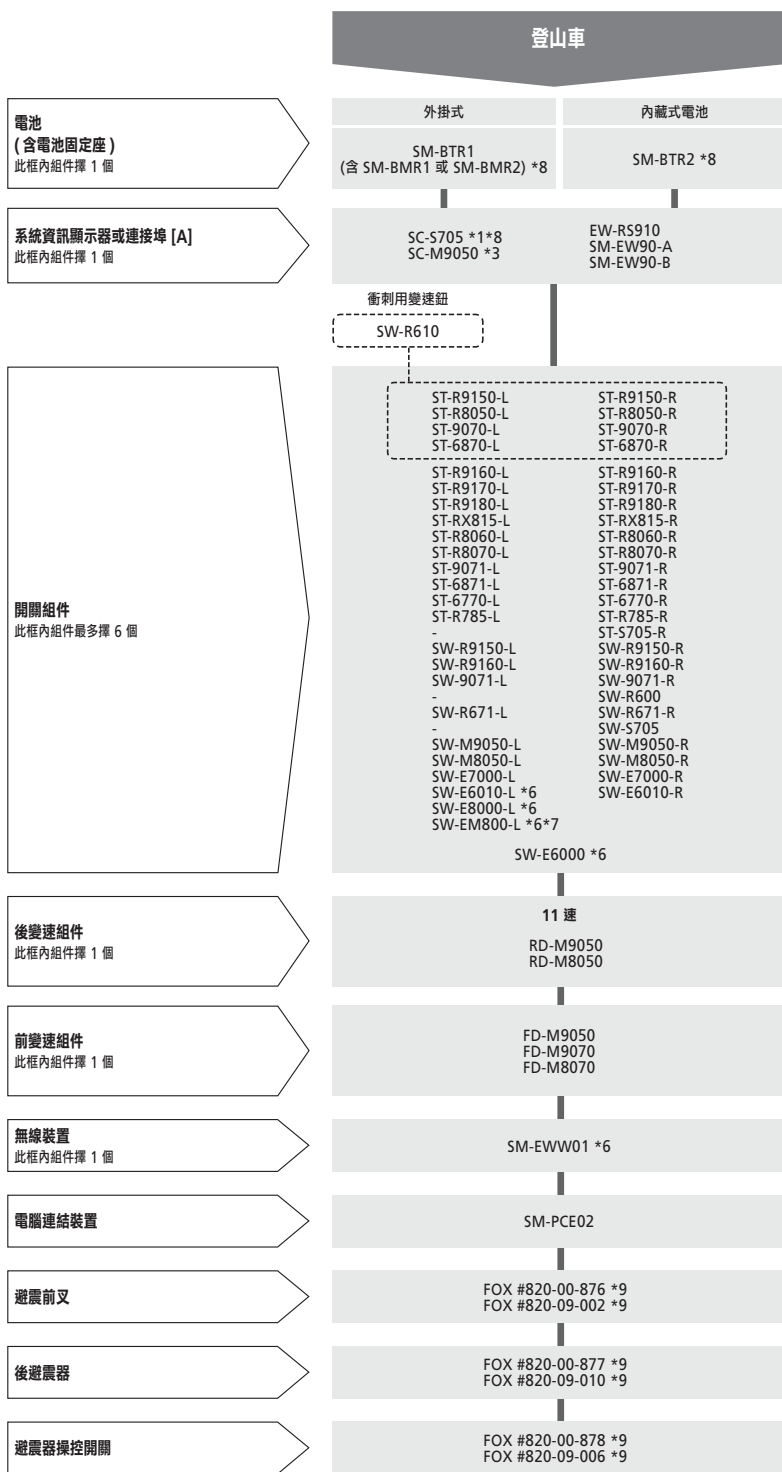 登山車
電池
( 含電池固定座 )
此框內組件擇 1 個
外掛式
內藏式電池
SM-BTR1
(含 SM-BMR1 或 SM-BMR2) *8
SM-BTR2 *8
系統資訊顯示器或連接埠 [A]
此框內組件擇 1 個
SC-S705 *1*8
SC-M9050 *3
EW-RS910
SM-EW90-A
SM-EW90-B
衝刺用變速鈕
SW-R610
開關組件
此框內組件最多擇 6 個
ST-R9150-L ST-R9150-R
ST-R8050-L ST-R8050-R
ST-9070-L ST-9070-R
ST-6870-L ST-6870-R
ST-R9160-L ST-R9160-R
ST-R9170-L ST-R9170-R
ST-R9180-L ST-R9180-R
ST-RX815-L ST-RX815-R
ST-R8060-L ST-R8060-R
ST-R8070-L ST-R8070-R
ST-9071-L ST-9071-R
ST-6871-L ST-6871-R
ST-6770-L ST-6770-R
ST-R785-L ST-R785-R
- ST-S705-R
SW-R9150-L SW-R9150-R
SW-R9160-L SW-R9160-R
SW-9071-L SW-9071-R
- SW-R600
SW-R671-L SW-R671-R
- SW-S705
SW-M9050-L SW-M9050-R
SW-M8050-L SW-M8050-R
SW-E7000-L SW-E7000-R
SW-E6010-L *6 SW-E6010-R
SW-E8000-L *6
SW-EM800-L *6*7
SW-E6000 *6
後變速組件
此框內組件擇 1 個
11 速
RD-M9050
RD-M8050
前變速組件
此框內組件擇 1 個
FD-M9050
FD-M9070
FD-M8070
無線裝置
此框內組件擇 1 個
SM-EWW01 *6
電腦連結裝置
SM-PCE02
避震前叉
FOX #820-00-876 *9
FOX #820-09-002 *9
後避震器
FOX #820-00-877 *9
FOX #820-09-010 *9
避震器操控開關
FOX #820-00-878 *9
FOX #820-09-006 *9